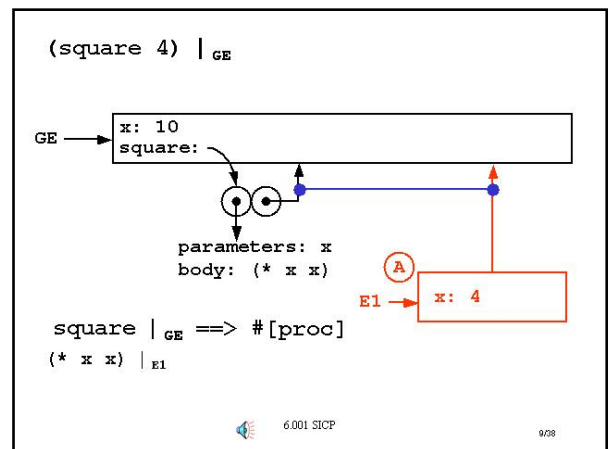 (square 4) | GE
GE
x: 10
square:
parameters: x
body: (* x x)
A
E1
x: 4
square | GE ==> #[proc]
(* x x) | E1
6.001 SICP
9/38